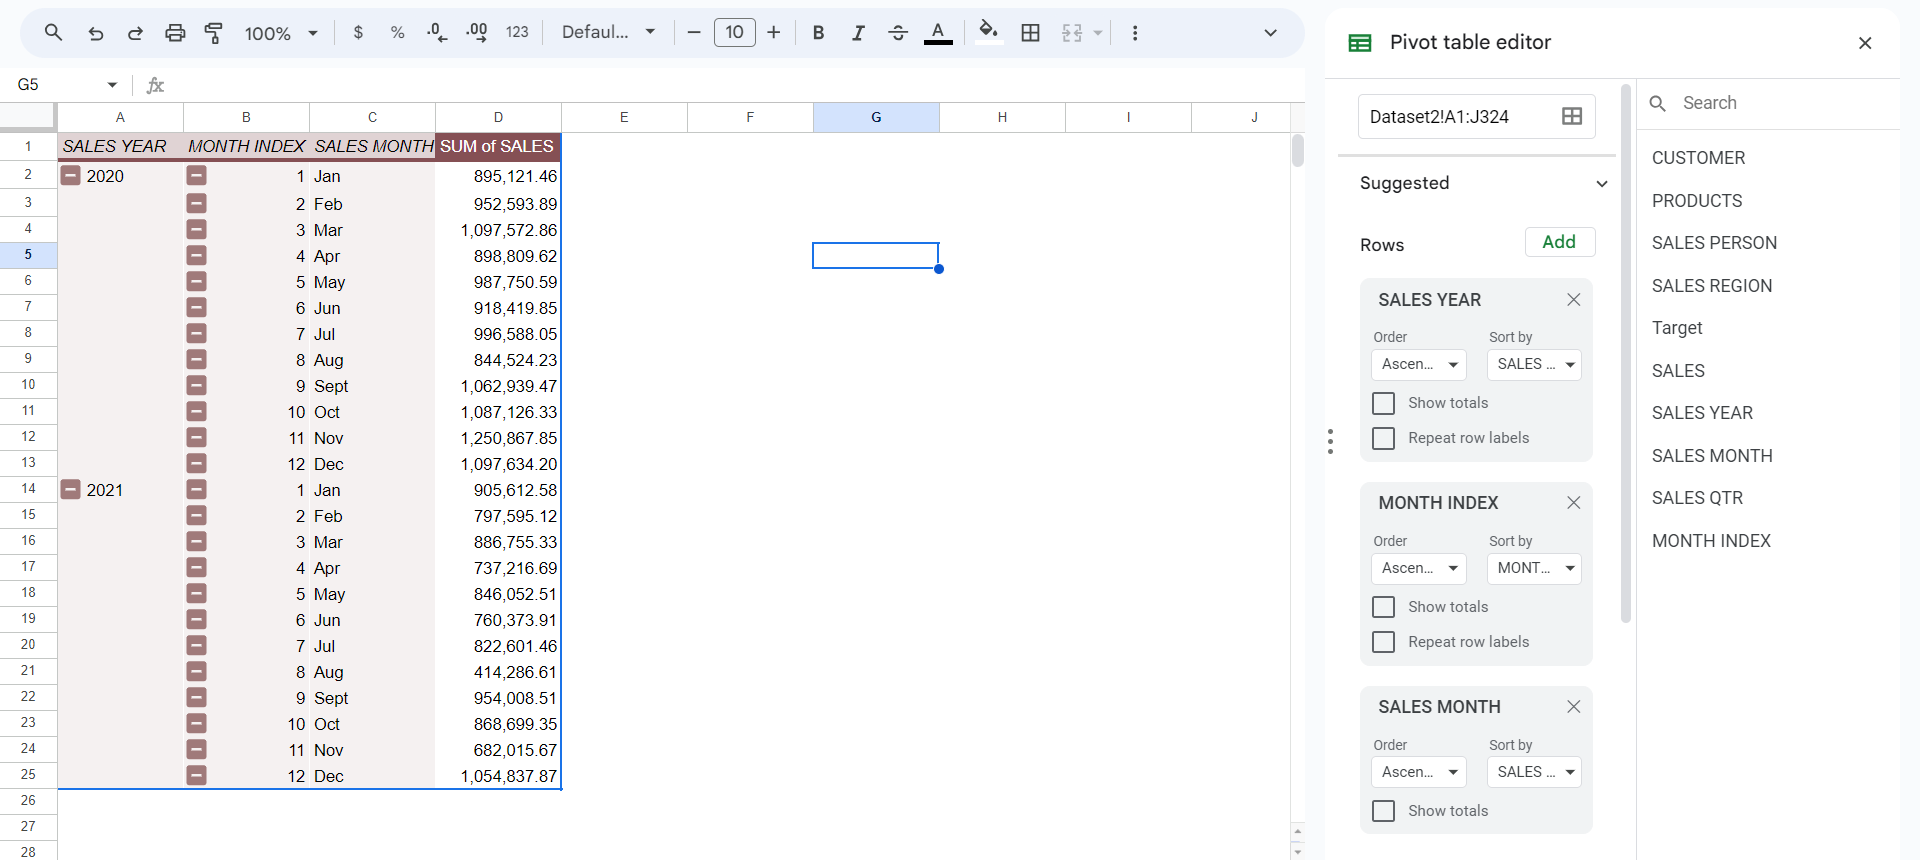 100% $ % .0 .00 123 Defaul... 10 B I A
G5 fx
A B C D E F G H I J
1 SALES YEAR MONTH INDEX SALES MONTH SUM of SALES
2 2020 1 Jan 895,121.46
3 2 Feb 952,593.89
4 3 Mar 1,097,572.86
5 4 Apr 898,809.62
6 5 May 987,750.59
7 6 Jun 918,419.85
8 7 Jul 996,588.05
9 8 Aug 844,524.23
10 9 Sept 1,062,939.47
11 10 Oct 1,087,126.33
12 11 Nov 1,250,867.85
13 12 Dec 1,097,634.20
14 2021 1 Jan 905,612.58
15 2 Feb 797,595.12
16 3 Mar 886,755.33
17 4 Apr 737,216.69
18 5 May 846,052.51
19 6 Jun 760,373.91
20 7 Jul 822,601.46
21 8 Aug 414,286.61
22 9 Sept 954,008.51
23 10 Oct 868,699.35
24 11 Nov 682,015.67
25 12 Dec 1,054,837.87
26
27
28
Pivot table editor
Dataset2!A1:J324
Suggested
Rows Add
SALES YEAR
Order Sort by
Ascen... SALES ...
Show totals
Repeat row labels
MONTH INDEX
Order Sort by
Ascen... MONT...
Show totals
Repeat row labels
SALES MONTH
Order Sort by
Ascen... SALES ...
Show totals
Search
CUSTOMER
PRODUCTS
SALES PERSON
SALES REGION
Target
SALES
SALES YEAR
SALES MONTH
SALES QTR
MONTH INDEX